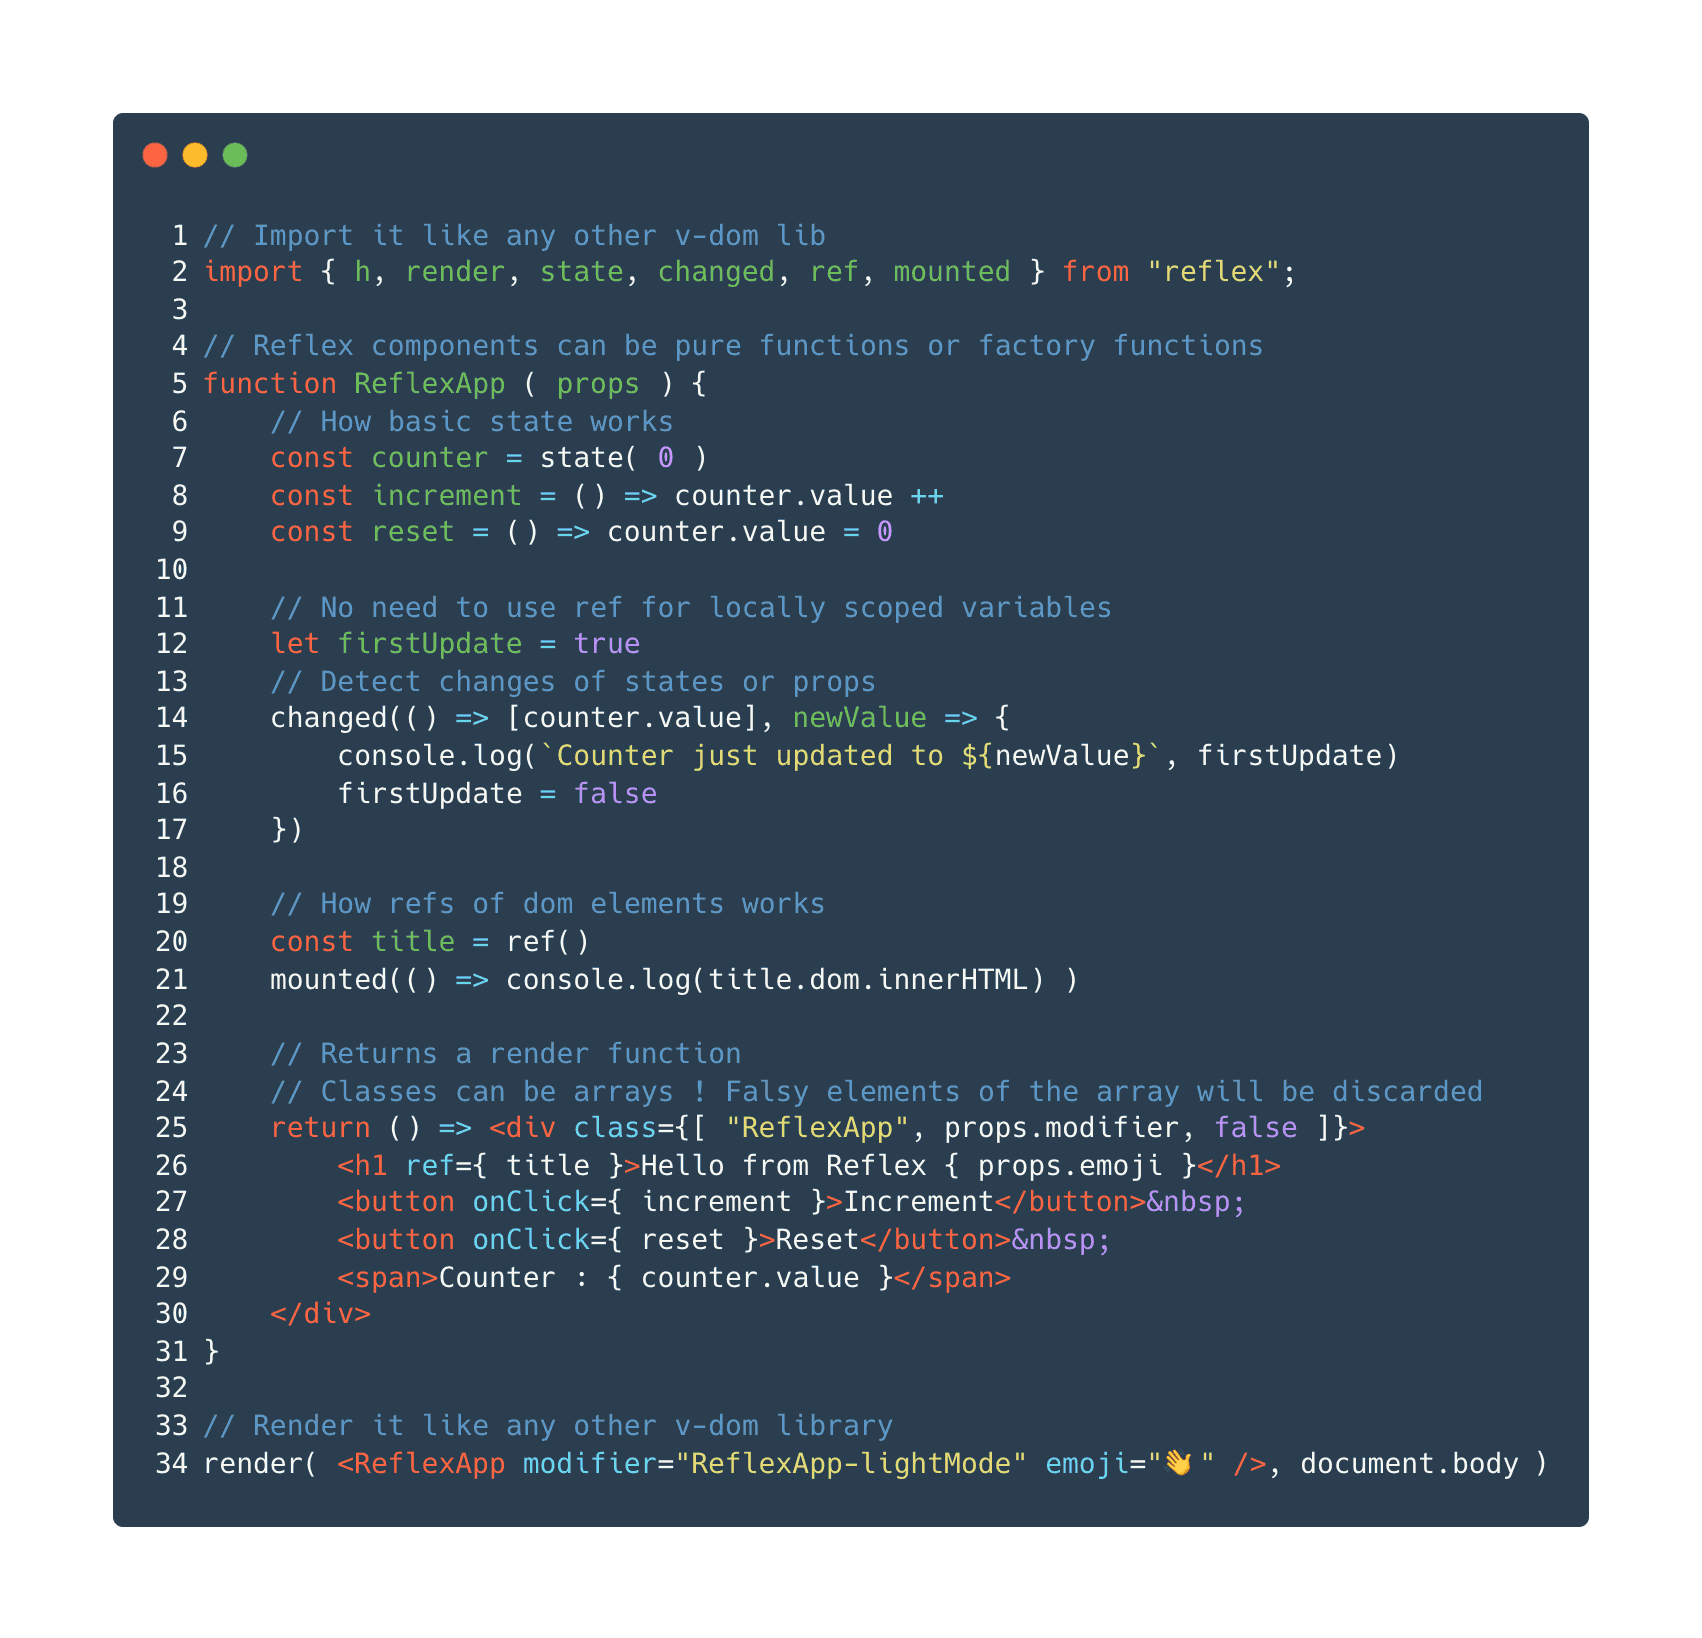 1 // Import it like any other v-dom lib
2 import { h, render, state, changed, ref, mounted } from "reflex";
3
4 // Reflex components can be pure functions or factory functions
5 function ReflexApp ( props ) {
6     // How basic state works
7     const counter = state( 0 )
8     const increment = () => counter.value ++
9     const reset = () => counter.value = 0
10
11     // No need to use ref for locally scoped variables
12     let firstUpdate = true
13     // Detect changes of states or props
14     changed(() => [counter.value], newValue => {
15         console.log(`Counter just updated to ${newValue}`, firstUpdate)
16         firstUpdate = false
17     })
18
19     // How refs of dom elements works
20     const title = ref()
21     mounted(() => console.log(title.dom.innerHTML) )
22
23     // Returns a render function
24     // Classes can be arrays ! Falsy elements of the array will be discarded
25     return () => <div class={[ "ReflexApp", props.modifier, false ]}>
26         <h1 ref={ title }>Hello from Reflex { props.emoji }</h1>
27         <button onClick={ increment }>Increment</button>&nbsp;
28         <button onClick={ reset }>Reset</button>&nbsp;
29         <span>Counter : { counter.value }</span>
30     </div>
31 }
32
33 // Render it like any other v-dom library
34 render( <ReflexApp modifier="ReflexApp-lightMode" emoji="👋" />, document.body )